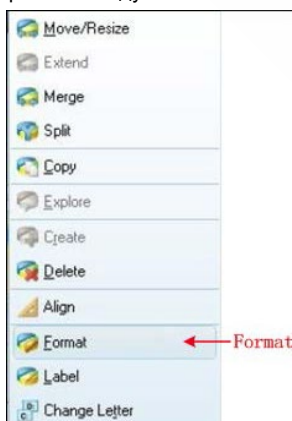 Move/Resize
Extend
Merge
Split
Copy
Explore
Create
Delete
Align
Format
Format
Label
Change Letter